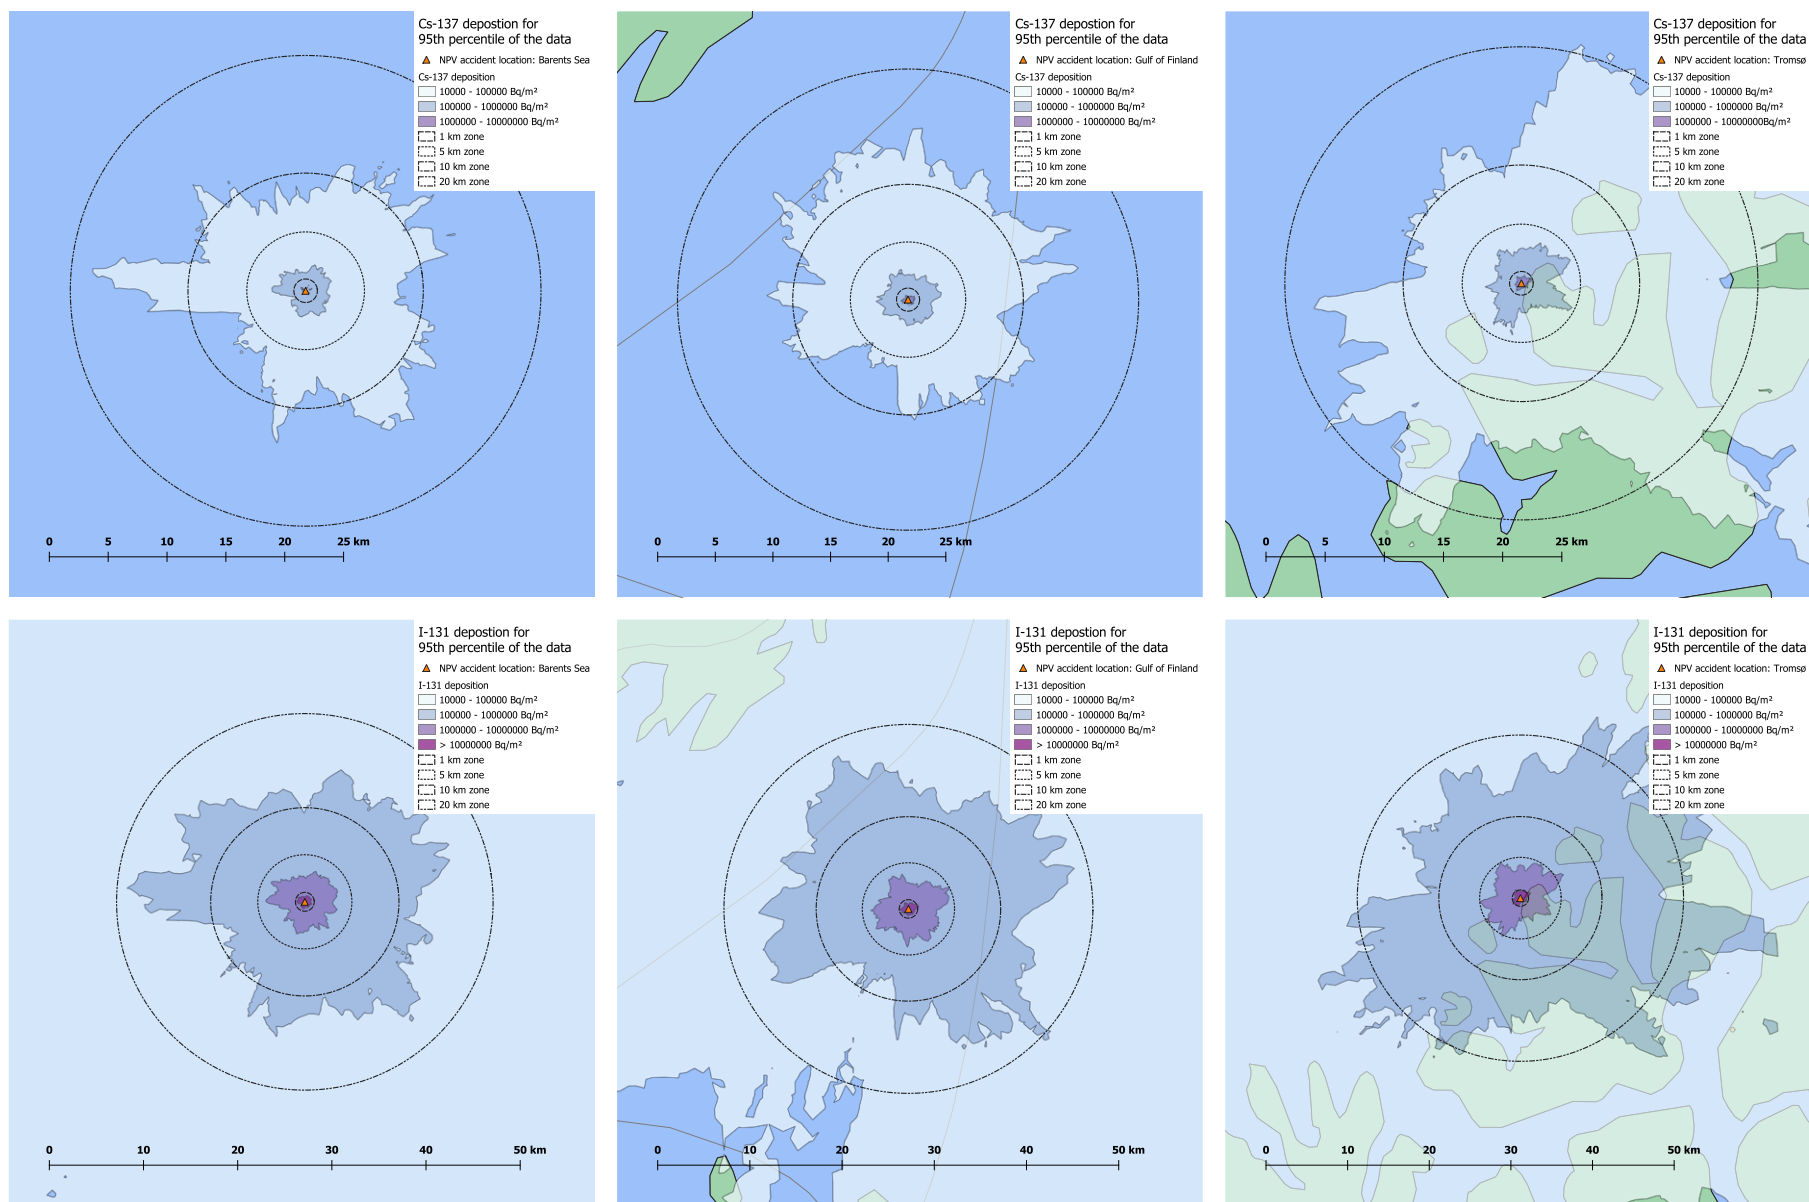 Cs-137 depostion for
95th percentile of the data
NPV accident location: Barents Sea
Cs-137 deposition
10000 - 100000 Bq/m²
100000 - 1000000 Bq/m²
1000000 - 10000000 Bq/m²
1 km zone
5 km zone
10 km zone
20 km zone
0 5 10 15 20 25 km
Cs-137 depostion for
95th percentile of the data
NPV accident location: Gulf of Finland
Cs-137 deposition
10000 - 100000 Bq/m²
100000 - 1000000 Bq/m²
1000000 - 10000000 Bq/m²
1 km zone
5 km zone
10 km zone
20 km zone
0 5 10 15 20 25 km
Cs-137 deposition for
95th percentile of the data
NPV accident location: Tromsø
Cs-137 deposition
10000 - 100000 Bq/m²
100000 - 1000000 Bq/m²
1000000 - 10000000Bq/m²
1 km zone
5 km zone
10 km zone
20 km zone
0 5 10 15 20 25 km
I-131 depostion for
95th percentile of the data
NPV accident location: Barents Sea
I-131 deposition
10000 - 100000 Bq/m²
100000 - 1000000 Bq/m²
1000000 - 10000000 Bq/m²
> 10000000 Bq/m²
1 km zone
5 km zone
10 km zone
20 km zone
0 10 20 30 40 50 km
I-131 depostion for
95th percentile of the data
NPV accident location: Gulf of Finland
I-131 deposition
10000 - 100000 Bq/m²
100000 - 1000000 Bq/m²
1000000 - 10000000 Bq/m²
> 10000000 Bq/m²
1 km zone
5 km zone
10 km zone
20 km zone
0 10 20 30 40 50 km
I-131 deposition for
95th percentile of the data
NPV accident location: Tromsø
I-131 deposition
10000 - 100000 Bq/m²
100000 - 1000000 Bq/m²
1000000 - 10000000 Bq/m²
> 10000000 Bq/m²
1 km zone
5 km zone
10 km zone
20 km zone
0 10 20 30 40 50 km